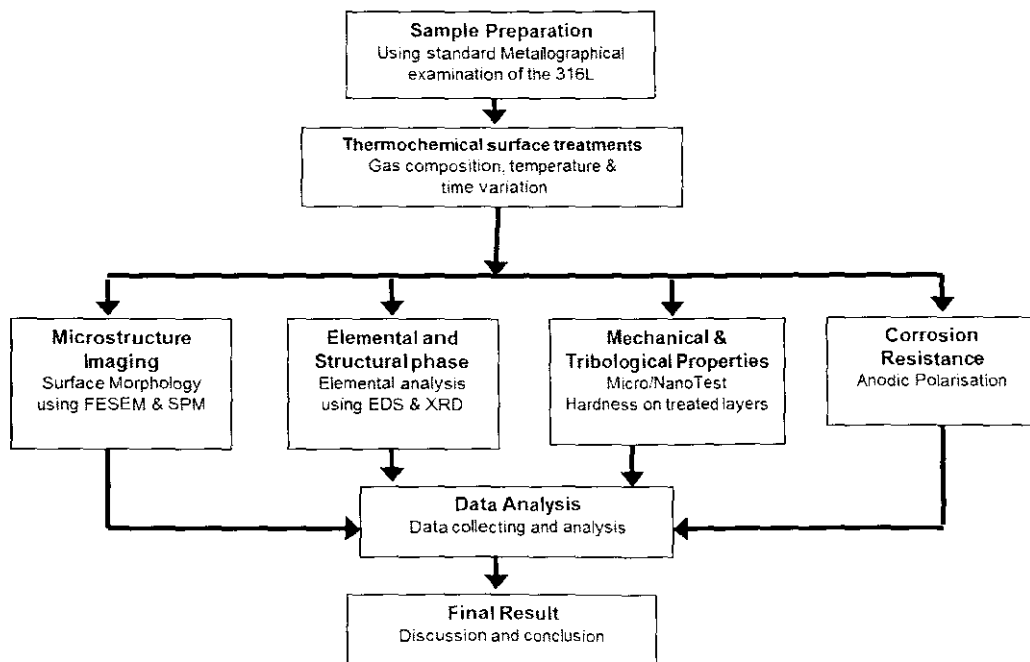 Sample Preparation
Using standard Metallographical
examination of the 316L
Thermochemical surface treatments
Gas composition, temperature &
time variation
Microstructure
Imaging
Surface Morphology
using FESEM & SPM
Elemental and
Structural phase
Elemental analysis
using EDS & XRD
Mechanical &
Tribological Properties
Micro/NanoTest
Hardness on treated layers
Corrosion
Resistance
Anodic Polarisation
Data Analysis
Data collecting and analysis
Final Result
Discussion and conclusion